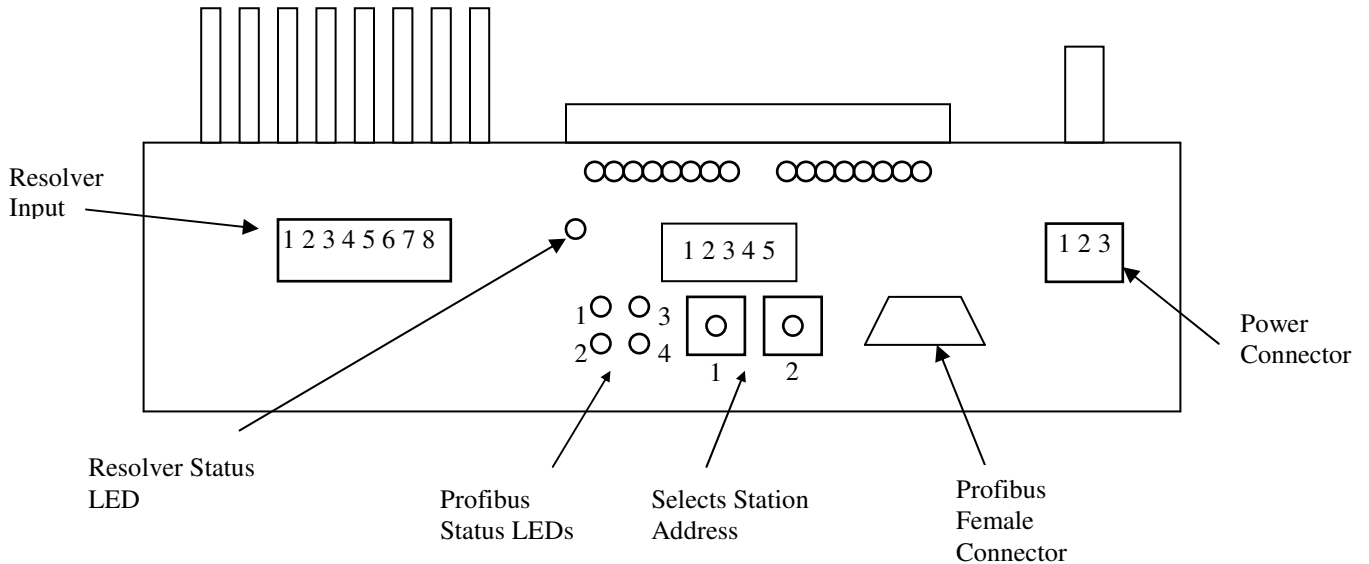 Resolver
Input
1 2 3 4 5 6 7 8
1 2 3 4 5
1 2 3
1
3
2
4
1
2
Power
Connector
Resolver Status
LED
Profibus
Status LEDs
Selects Station
Address
Profibus
Female
Connector